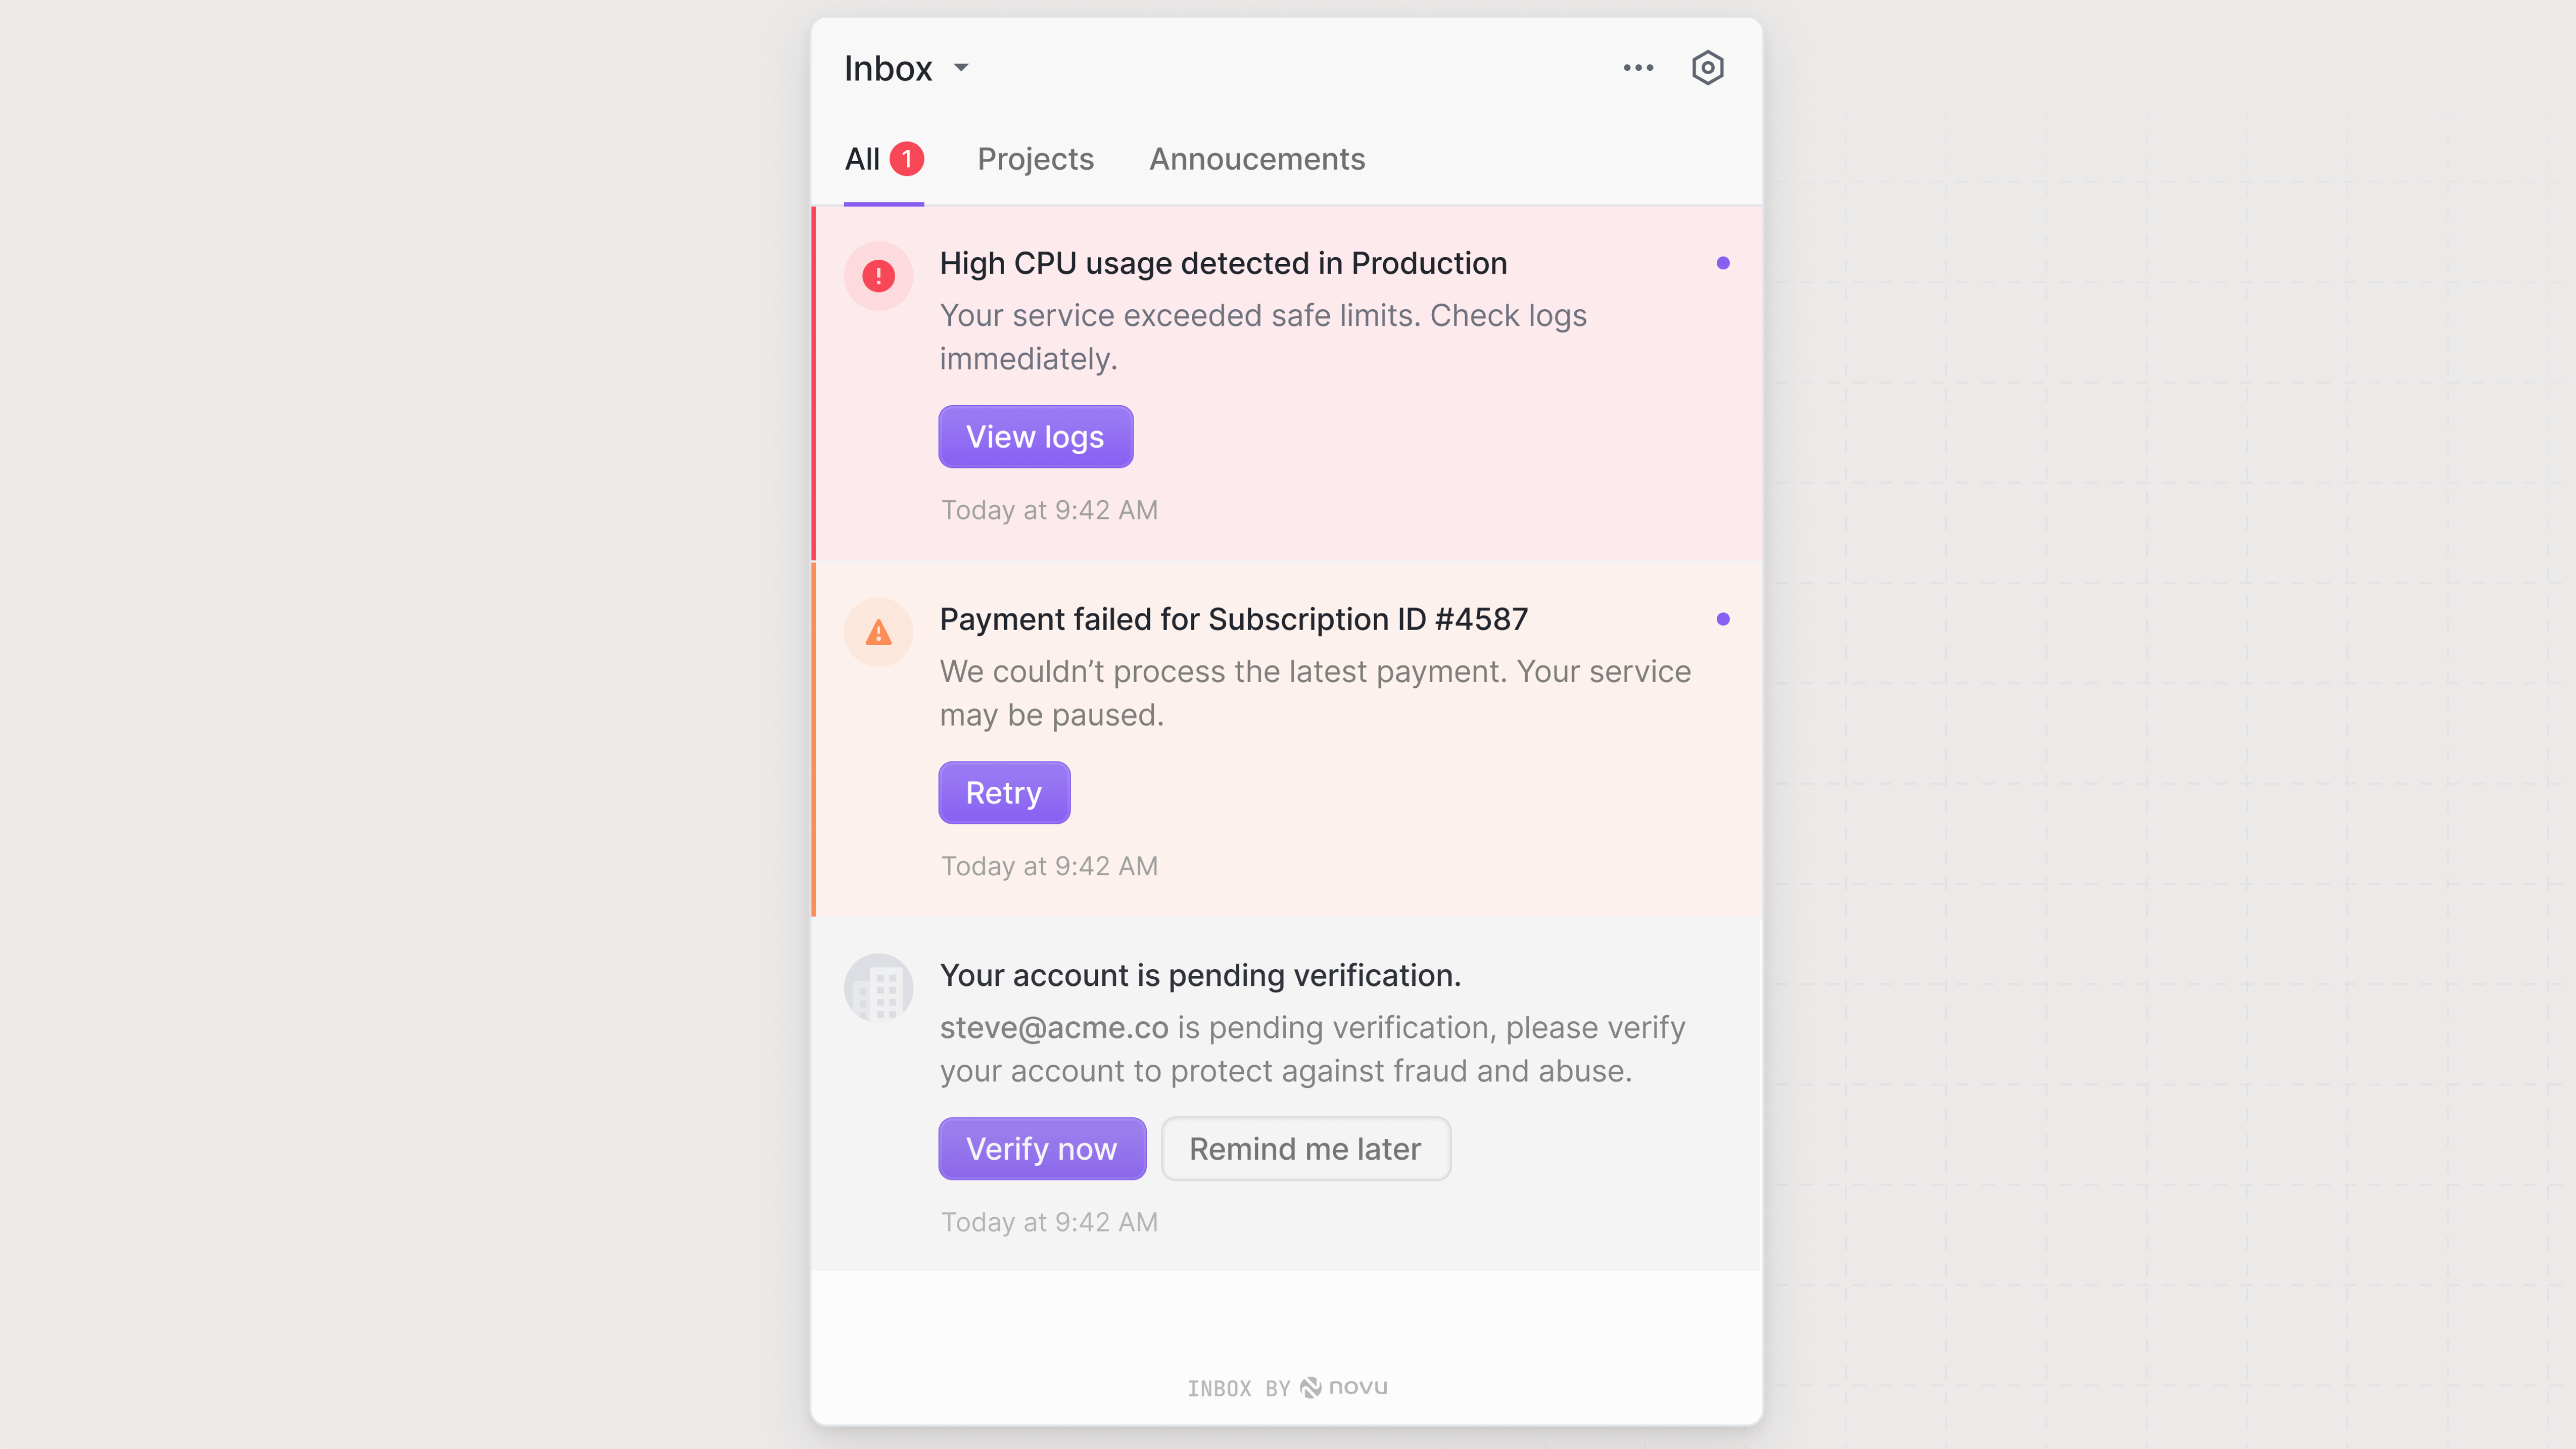 Inbox
All 1 Projects Annoucements
High CPU usage detected in Production
Your service exceeded safe limits. Check logs
immediately.
View logs
Today at 9:42 AM
Payment failed for Subscription ID #4587
We couldn’t process the latest payment. Your service
may be paused.
Retry
Today at 9:42 AM
Your account is pending verification.
steve@acme.co is pending verification, please verify
your account to protect against fraud and abuse.
Verify now Remind me later
Today at 9:42 AM
INBOX BY novu